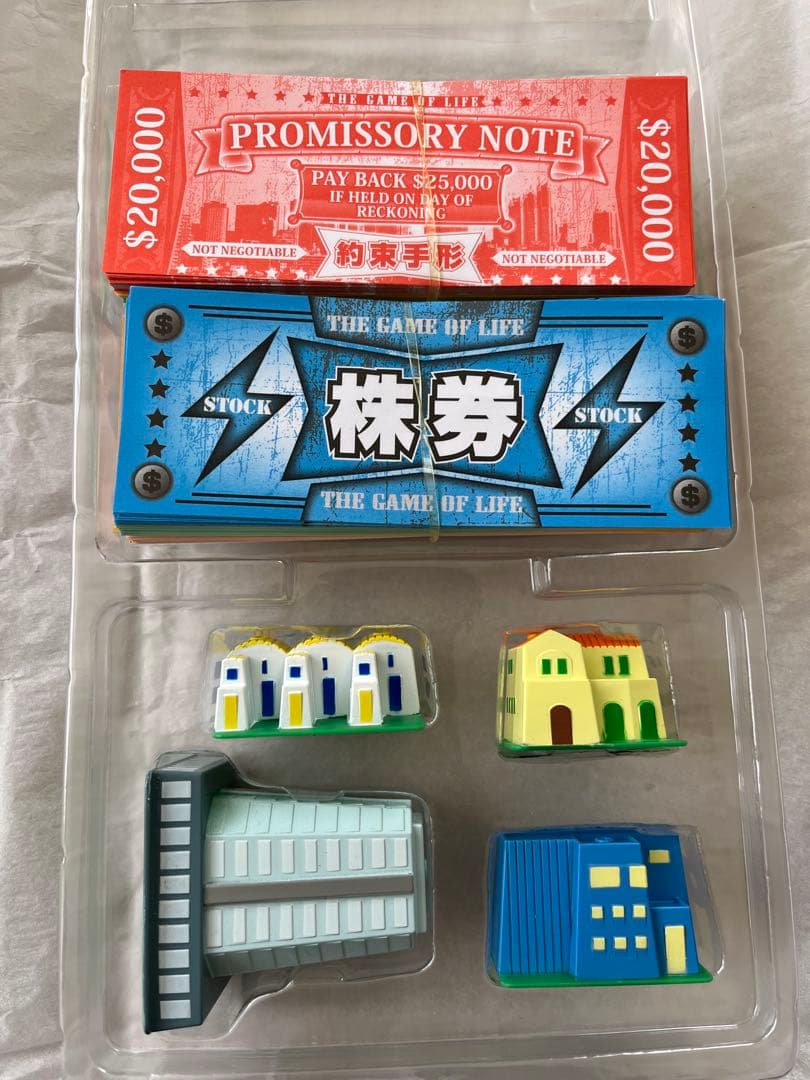 THE GAME OF LIFE
PROMISSORY NOTE
$20,000
PAY BACK $25,000
IF HELD ON DAY OF
RECKONING
$20,000
NOT NEGOTIABLE
約束手形
NOT NEGOTIABLE
$
THE GAME OF LIFE
$
STOCK
株券
STOCK
$
THE GAME OF LIFE
$